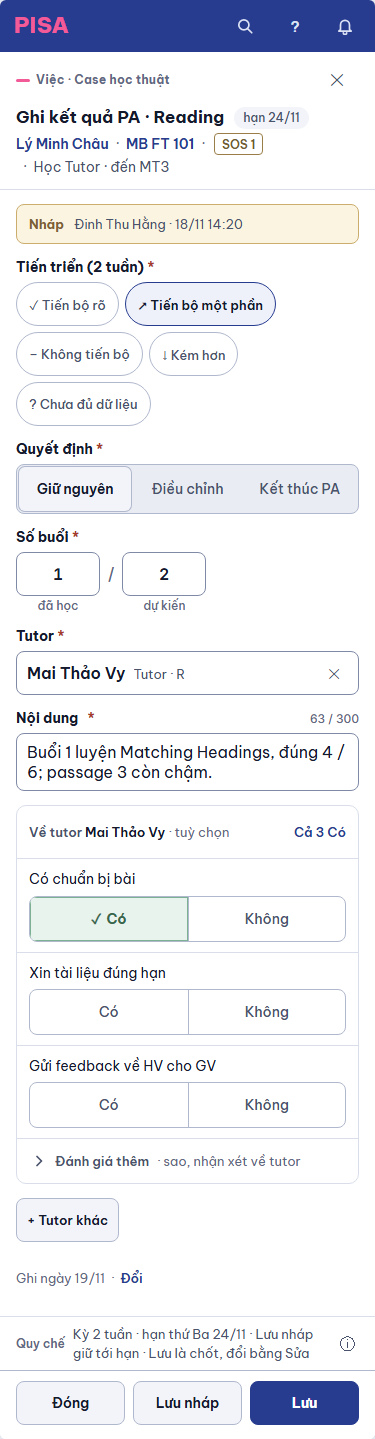 PISA
?
Việc · Case học thuật
Ghi kết quả PA · Reading hạn 24/11
Lý Minh Châu · MB FT 101 · SOS 1
· Học Tutor · đến MT3
Nháp Đinh Thu Hằng · 18/11 14:20
Tiến triển (2 tuần) *
✓ Tiến bộ rõ ↗ Tiến bộ một phần
− Không tiến bộ ↓ Kém hơn
? Chưa đủ dữ liệu
Quyết định *
Giữ nguyên Điều chỉnh Kết thúc PA
Số buổi *
1 / 2
đã học dự kiến
Tutor *
Mai Thảo Vy Tutor · R
Nội dung * 63 / 300
Buổi 1 luyện Matching Headings, đúng 4 /
6; passage 3 còn chậm.
Về tutor Mai Thảo Vy · tuỳ chọn Cả 3 Có
Có chuẩn bị bài
✓ Có Không
Xin tài liệu đúng hạn
Có Không
Gửi feedback về HV cho GV
Có Không
Đánh giá thêm · sao, nhận xét về tutor
+ Tutor khác
Ghi ngày 19/11 · Đổi
Quy chế Kỳ 2 tuần · hạn thứ Ba 24/11 · Lưu nháp
giữ tới hạn · Lưu là chốt, đổi bằng Sửa
Đóng Lưu nháp Lưu